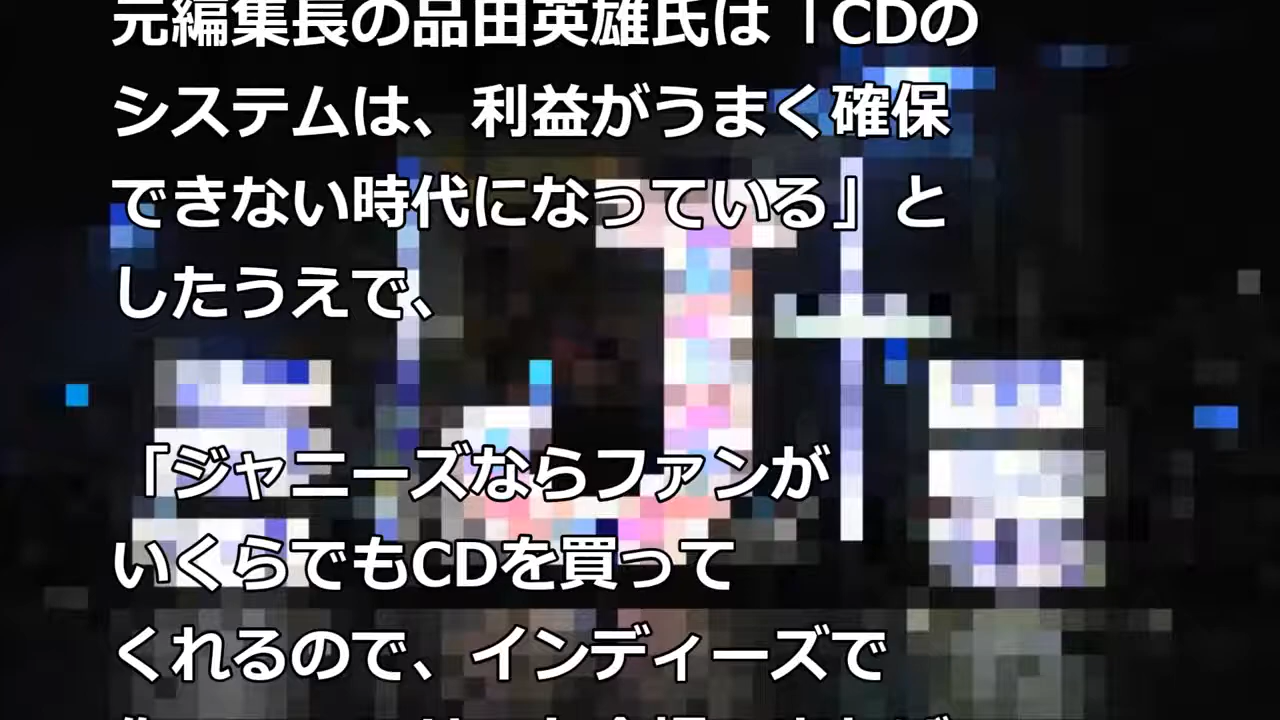 元編集長の品田英雄氏は「CDの
システムは、利益がうまく確保
できない時代になっている」と
したうえで、
「ジャニーズならファンが
いくらでもCDを買って
くれるので、インディーズで